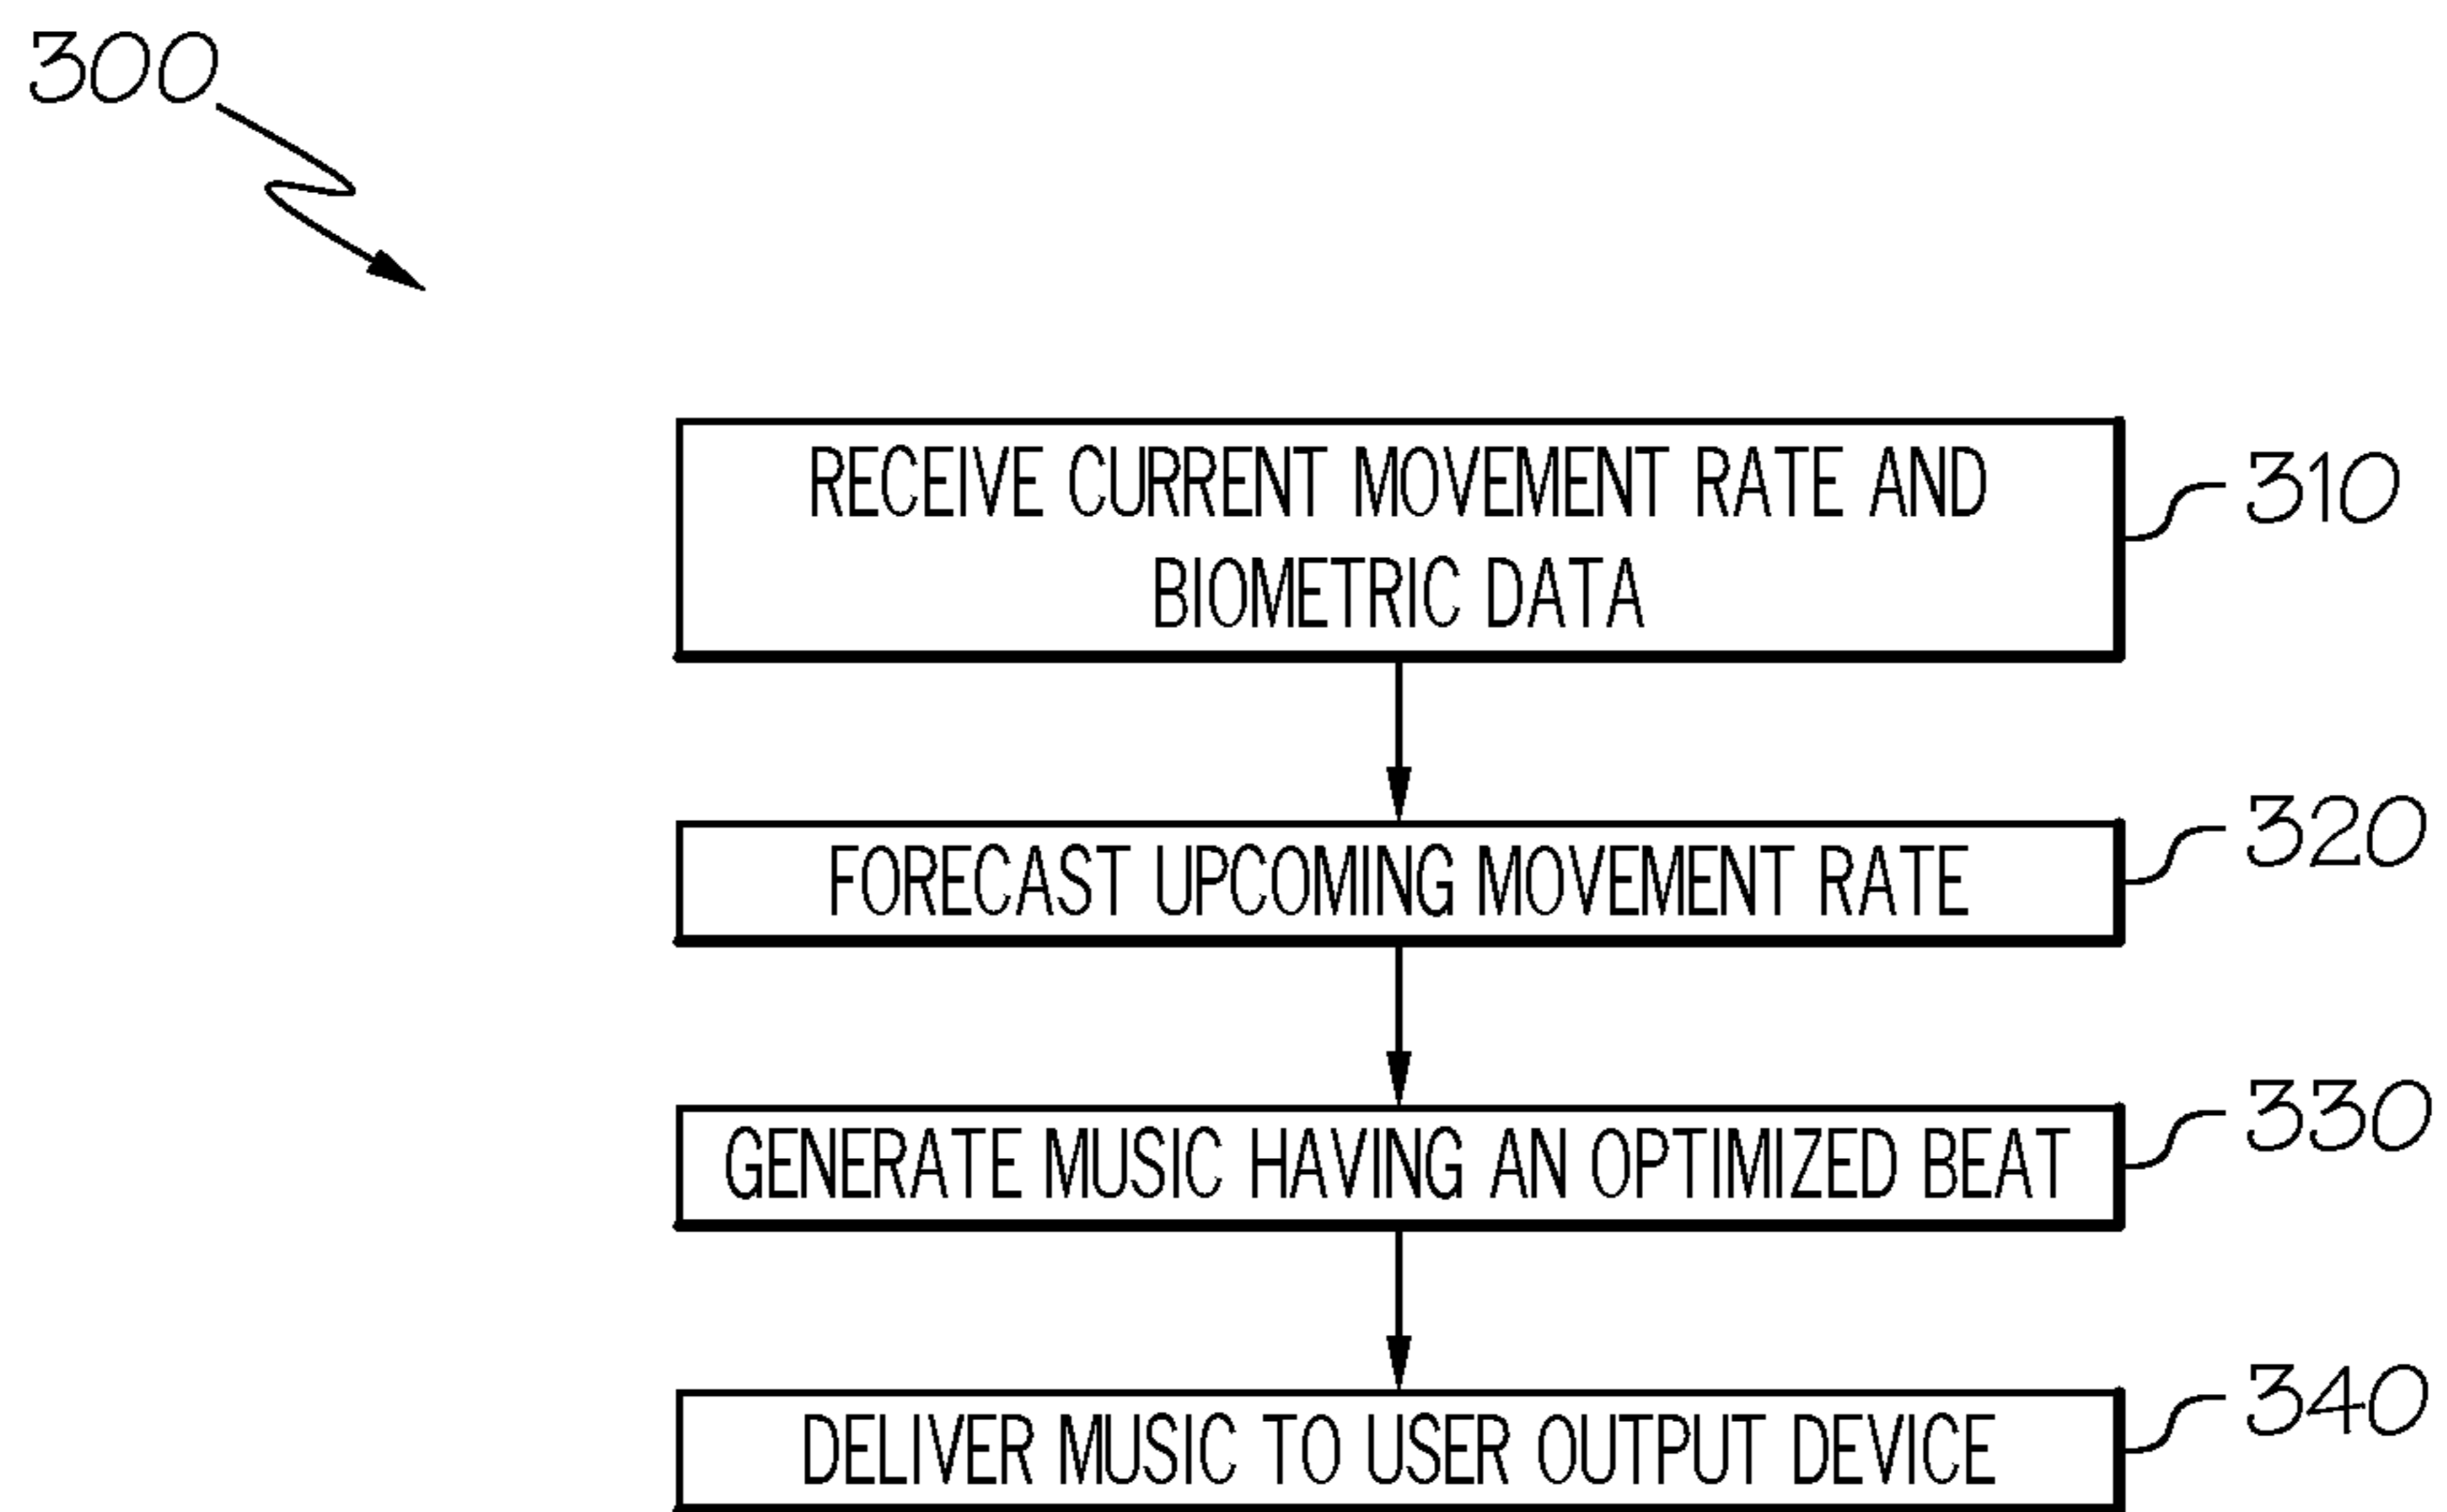 300
RECEIVE CURRENT MOVEMENT RATE AND
BIOMETRIC DATA
310
FORECAST UPCOMING MOVEMENT RATE
320
GENERATE MUSIC HAVING AN OPTIMIZED BEAT
330
DELIVER MUSIC TO USER OUTPUT DEVICE
340